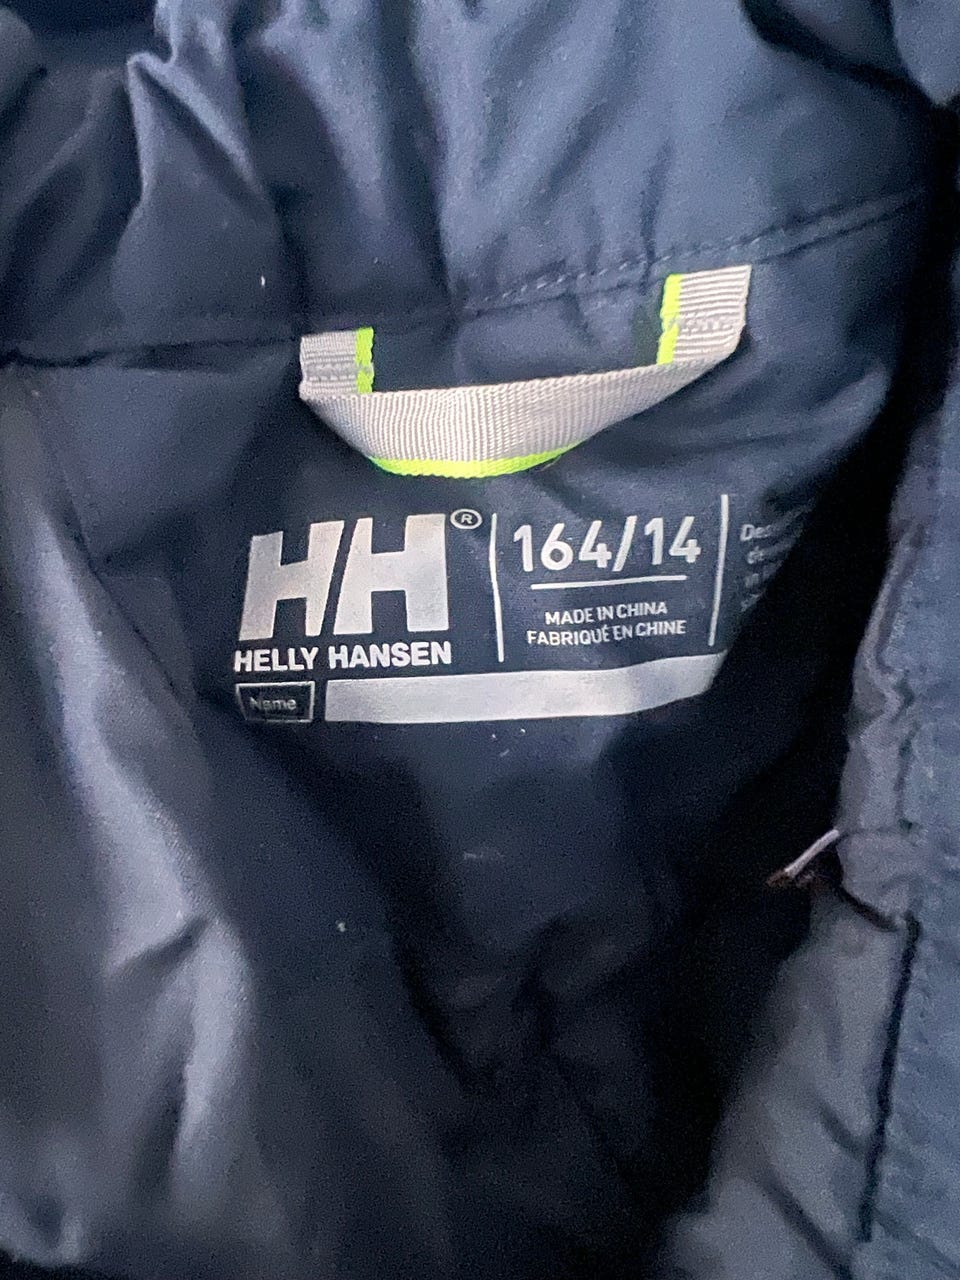 HH®
HELLY HANSEN
Name
164/14
MADE IN CHINA
FABRIQUÉ EN CHINE